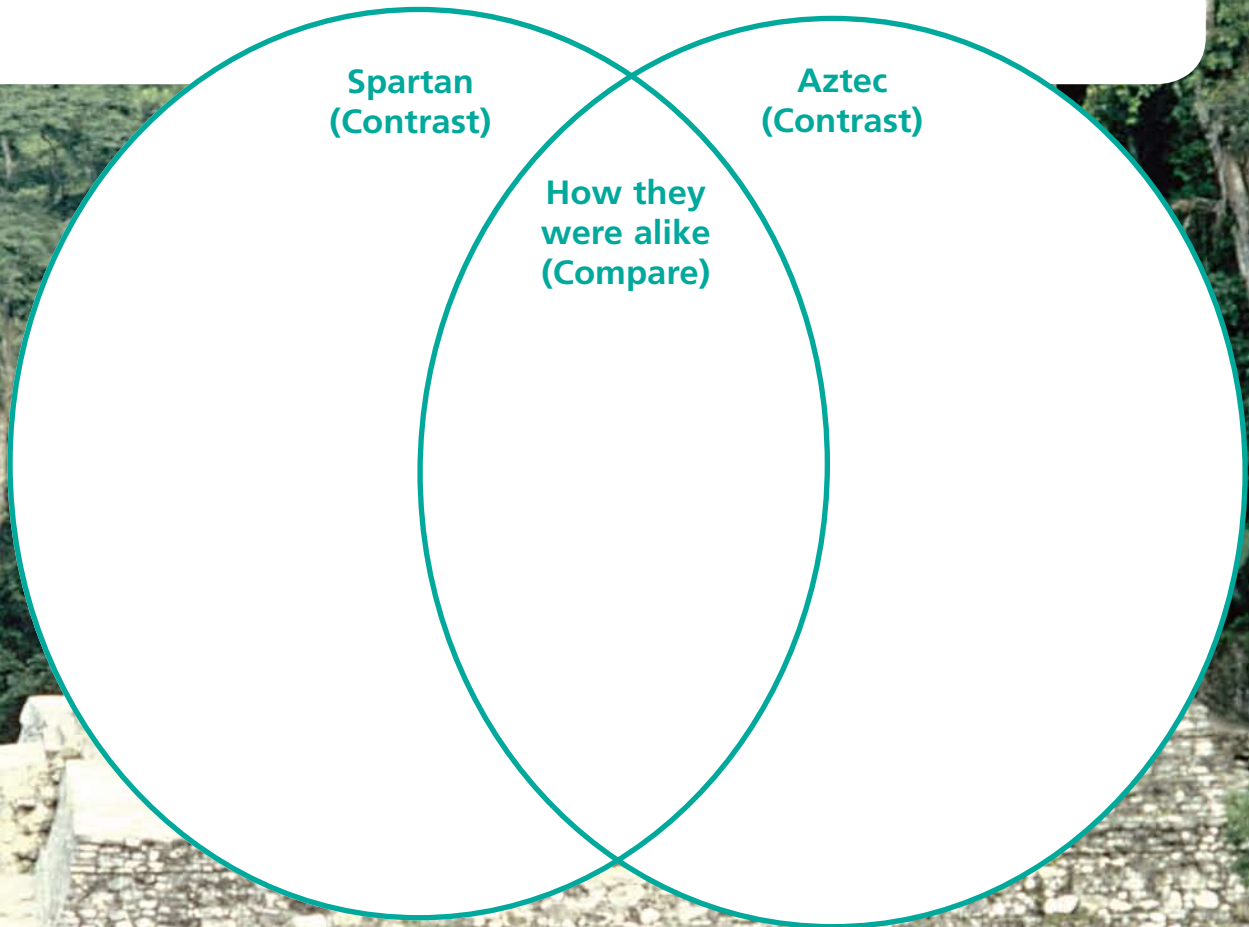 Spartan
(Contrast)
Aztec
(Contrast)
How they
were alike
(Compare)